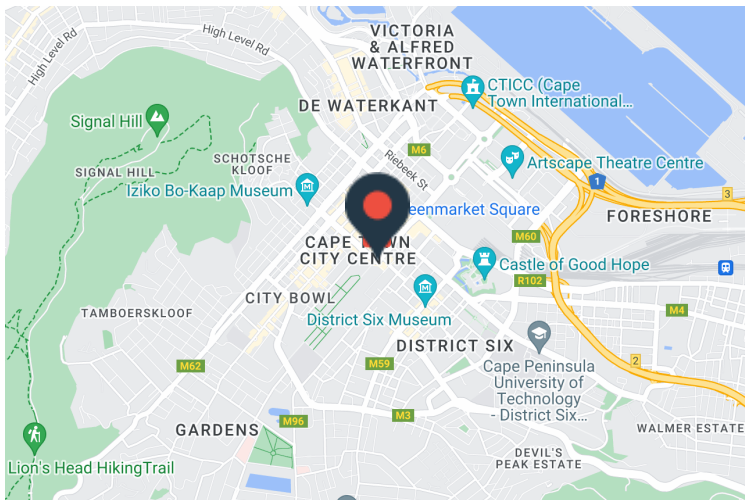 VICTORIA
& ALFRED
WATERFRONT
High Level Rd
High Level Rd
CTICC (Cape
Town International...
DE WATERKANT
Signal Hill
M6
SCHOTSCHE
KLOOF
Riebeek St
Artscape Theatre Centre
SIGNAL HILL
Iziko Bo-Kaap Museum
1
3
eenmarket Square
FORESHORE
CAPE TOWN
CITY CENTRE
M60
Castle of Good Hope
R102
CITY BOWL
TAMBOERSKLOOF
District Six Museum
M4
DISTRICT SIX
M62
M59
2
Cape Peninsula
University of
Technology
- District Six...
M96
M3
GARDENS
WALMER ESTATE
DEVIL'S
PEAK ESTATE
Lion's Head HikingTrail